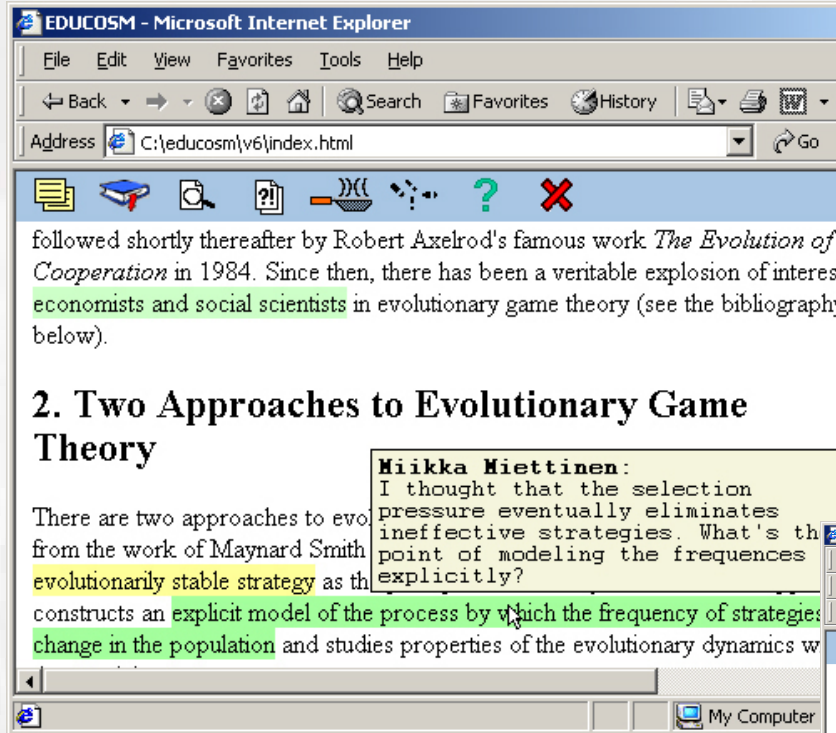 EDUCOSM - Microsoft Internet Explorer
File Edit View Favorites Tools Help
Back Search Favorites History
Address C:\educosm\v6\index.html Go
followed shortly thereafter by Robert Axelrod's famous work The Evolution of
Cooperation in 1984. Since then, there has been a veritable explosion of interes
economists and social scientists in evolutionary game theory (see the bibliography
below).
2. Two Approaches to Evolutionary Game
Theory
Miikka Miettinen:
I thought that the selection
pressure eventually eliminates
ineffective strategies. What's th
point of modeling the frequences
explicitly?
There are two approaches to evol
from the work of Maynard Smith
evolutionarily stable strategy as th
constructs an explicit model of the process by which the frequency of strategies
change in the population and studies properties of the evolutionary dynamics w
My Computer